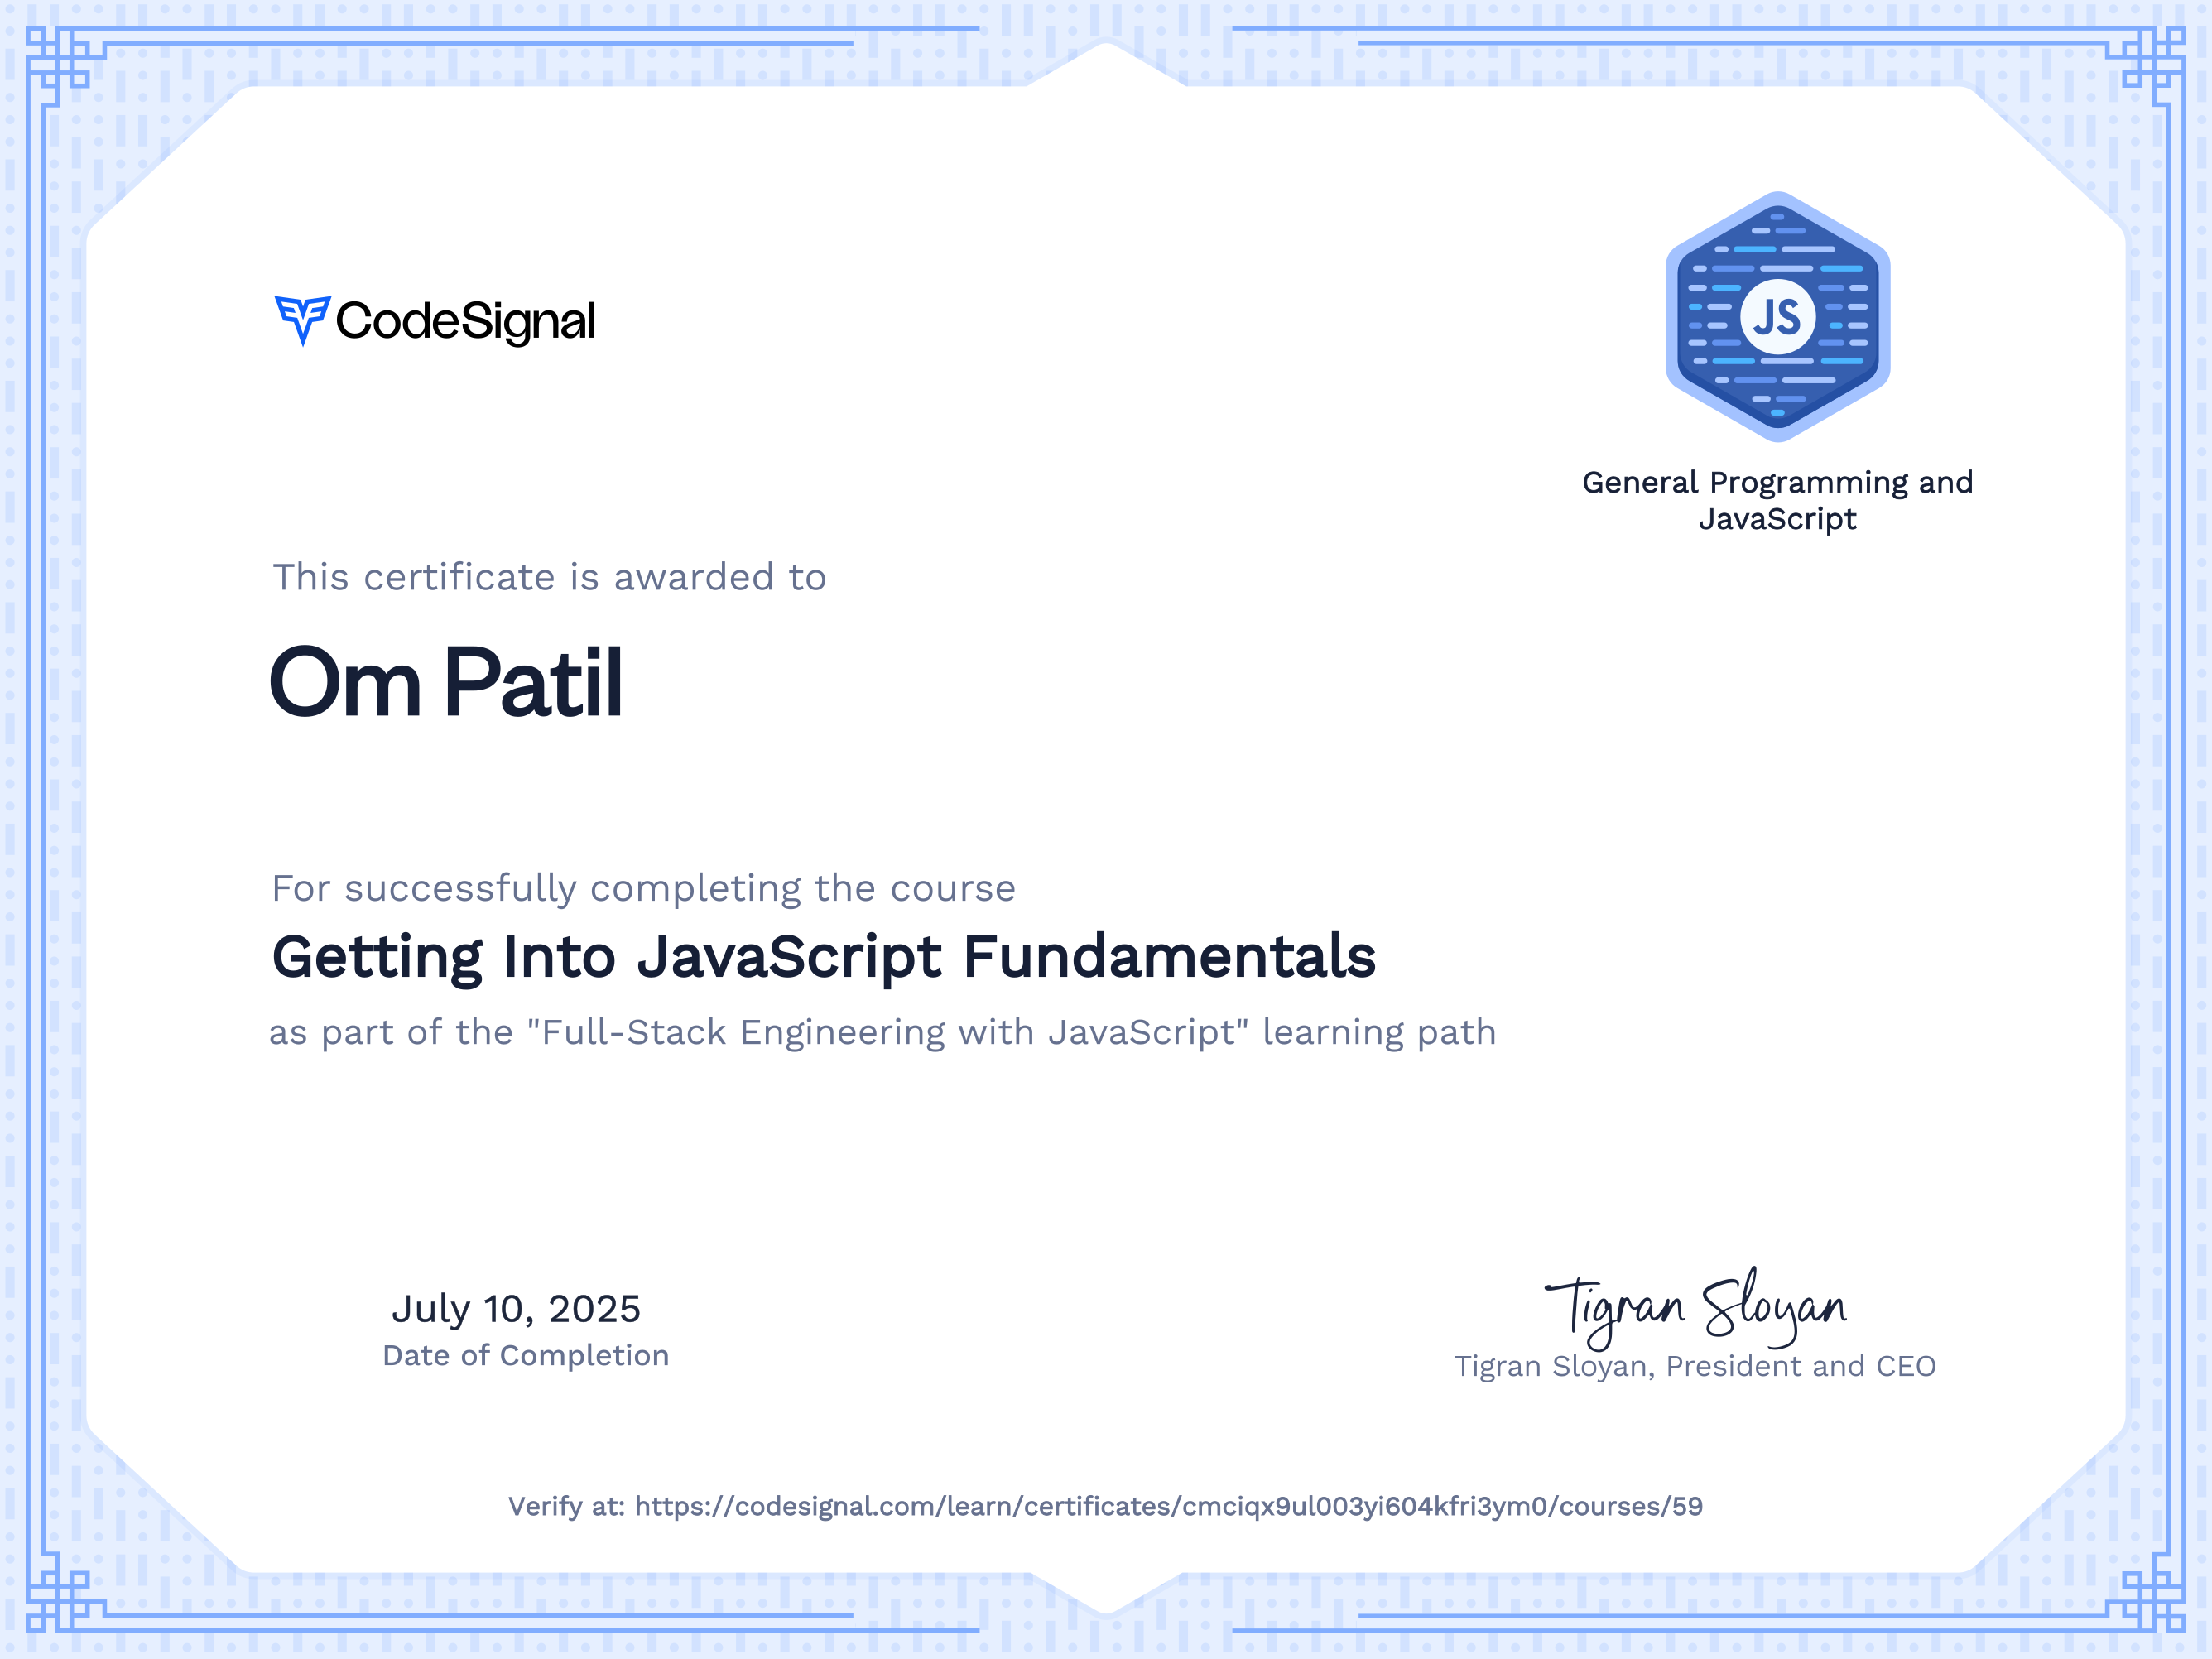 CodeSignal
JS
General Programming and
JavaScript
This certificate is awarded to
Om Patil
For successfully completing the course
Getting Into JavaScript Fundamentals
as part of the "Full-Stack Engineering with JavaScript" learning path
July 10, 2025
Date of Completion
Tigran Sloyan
Tigran Sloyan, President and CEO
Verify at: https://codesignal.com/learn/certificates/cmciqx9ul003yi604kfri3ym0/courses/59